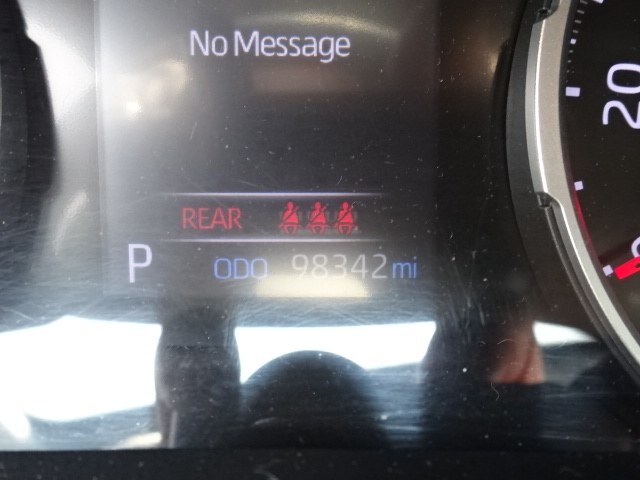 No Message
REAR
P ODO 98342 mi
20